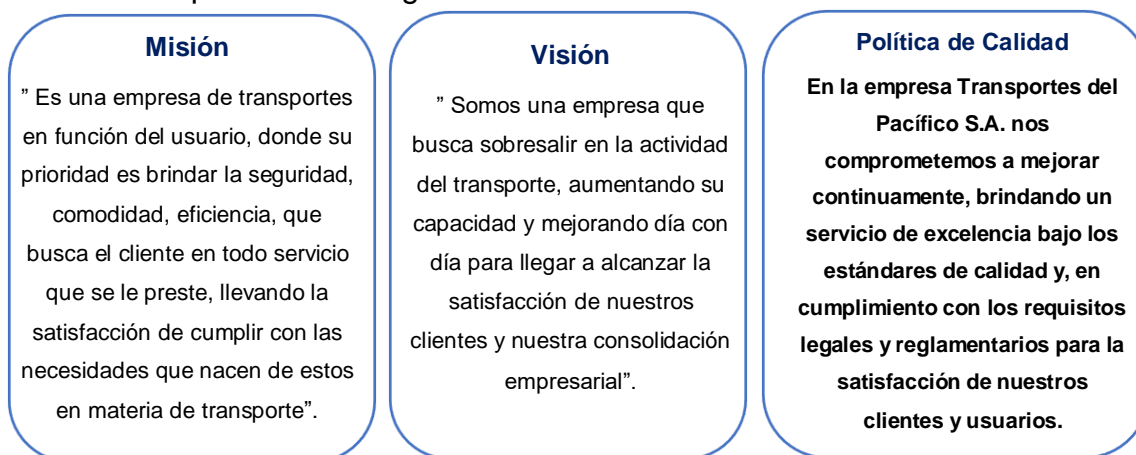 Misión
” Es una empresa de transportes
en función del usuario, donde su
prioridad es brindar la seguridad,
comodidad, eficiencia, que
busca el cliente en todo servicio
que se le preste, llevando la
satisfacción de cumplir con las
necesidades que nacen de estos
en materia de transporte”.
Visión
” Somos una empresa que
busca sobresalir en la actividad
del transporte, aumentando su
capacidad y mejorando día con
día para llegar a alcanzar la
satisfacción de nuestros
clientes y nuestra consolidación
empresarial”.
Política de Calidad
En la empresa Transportes del
Pacífico S.A. nos
comprometemos a mejorar
continuamente, brindando un
servicio de excelencia bajo los
estándares de calidad y, en
cumplimiento con los requisitos
legales y reglamentarios para la
satisfacción de nuestros
clientes y usuarios.